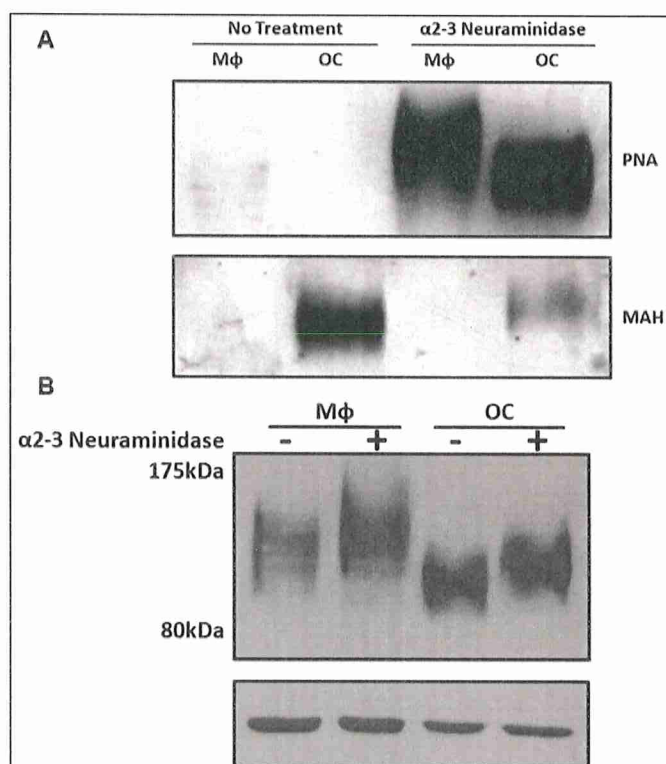 A
No Treatment α2-3 Neuraminidase
Mϕ OC Mϕ OC
PNA
MAH
B
Mϕ OC
α2-3 Neuraminidase - + - +
175kDa
80kDa